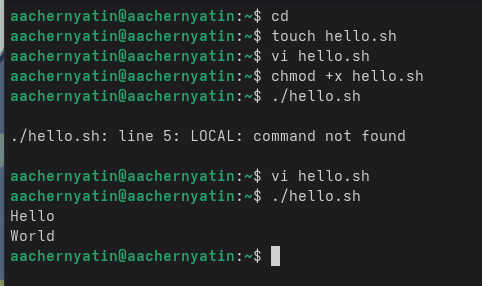 aachernyatin@aachernyatin:~$ cd
aachernyatin@aachernyatin:~$ touch hello.sh
aachernyatin@aachernyatin:~$ vi hello.sh
aachernyatin@aachernyatin:~$ chmod +x hello.sh
aachernyatin@aachernyatin:~$ ./hello.sh
./hello.sh: line 5: LOCAL: command not found
aachernyatin@aachernyatin:~$ vi hello.sh
aachernyatin@aachernyatin:~$ ./hello.sh
Hello
World
aachernyatin@aachernyatin:~$